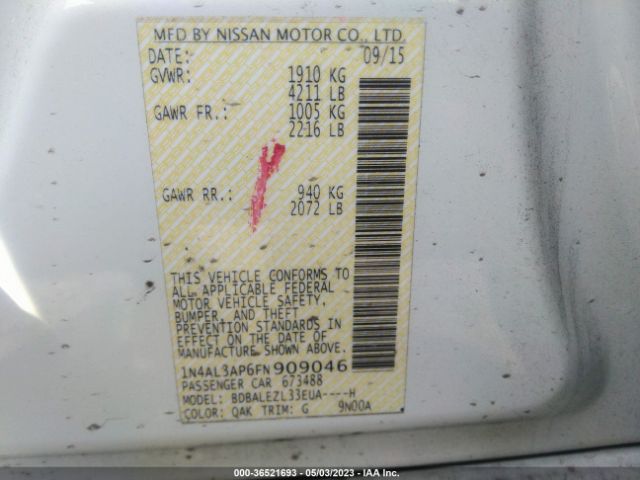 MFD BY NISSAN MOTOR CO., LTD.
DATE: 09/15
GVWR: 1910 KG
4211 LB
GAWR FR.: 1005 KG
2216 LB
GAWR RR.: 940 KG
2072 LB
THIS VEHICLE CONFORMS TO
ALL APPLICABLE FEDERAL
MOTOR VEHICLE SAFETY,
BUMPER, AND THEFT
PREVENTION STANDARDS IN
EFFECT ON THE DATE OF
MANUFACTURE SHOWN ABOVE.
1N4AL3AP6FN909046
PASSENGER CAR 673488
MODEL: BDBALEZL33EUA----H
COLOR: QAK TRIM: G 9N00A
000-36521693 - 05/03/2023 - IAA Inc.